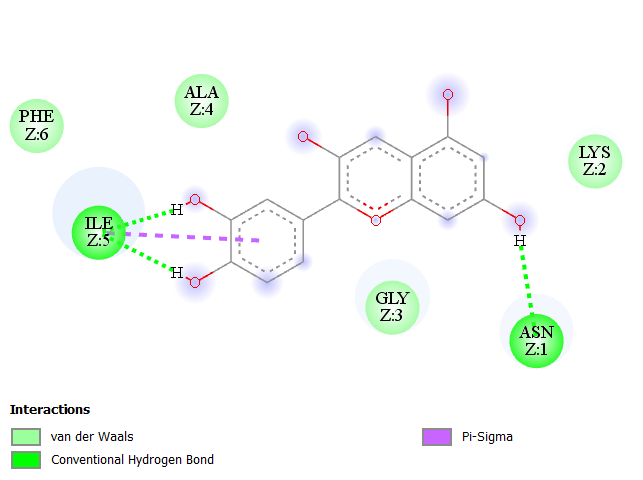 O
ALA
Z:4
PHE
Z:6
O
LYS
Z:2
H
O
ILE
Z:5
O
O
H
H
O
GLY
Z:3
ASN
Z:1
Interactions
van der Waals
Pi-Sigma
Conventional Hydrogen Bond